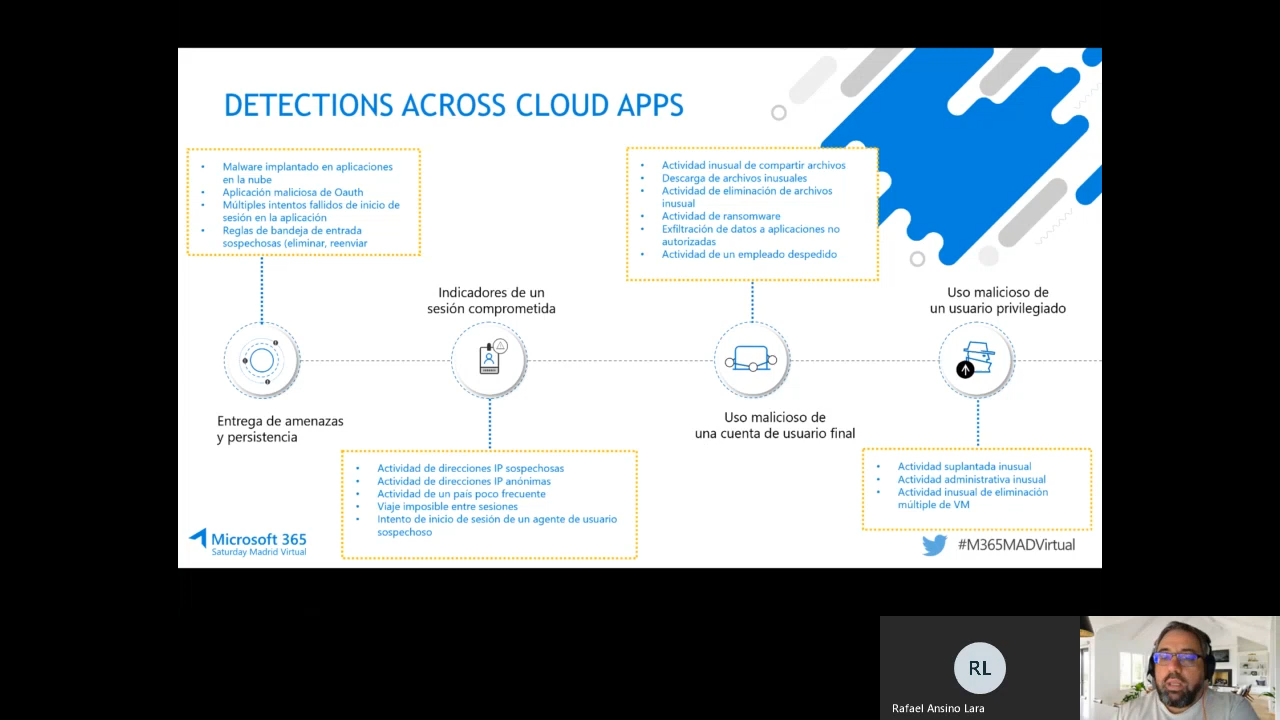 DETECTIONS ACROSS CLOUD APPS
• Malware implantado en aplicaciones
en la nube
• Aplicación maliciosa de Oauth
• Múltiples intentos fallidos de inicio de
sesión en la aplicación
• Reglas de bandeja de entrada
sospechosas (eliminar, reenviar
• Actividad inusual de compartir archivos
• Descarga de archivos inusuales
• Actividad de eliminación de archivos
inusual
• Actividad de ransomware
• Exfiltración de datos a aplicaciones no
autorizadas
• Actividad de un empleado despedido
Indicadores de un
sesión comprometida
Uso malicioso de
un usuario privilegiado
Entrega de amenazas
y persistencia
Uso malicioso de
una cuenta de usuario final
• Actividad de direcciones IP sospechosas
• Actividad de direcciones IP anónimas
• Actividad de un país poco frecuente
• Viaje imposible entre sesiones
• Intento de inicio de sesión de un agente de usuario
sospechoso
• Actividad suplantada inusual
• Actividad administrativa inusual
• Actividad inusual de eliminación
múltiple de VM
Microsoft 365
Saturday Madrid Virtual
#M365MADVirtual
RL
Rafael Ansino Lara